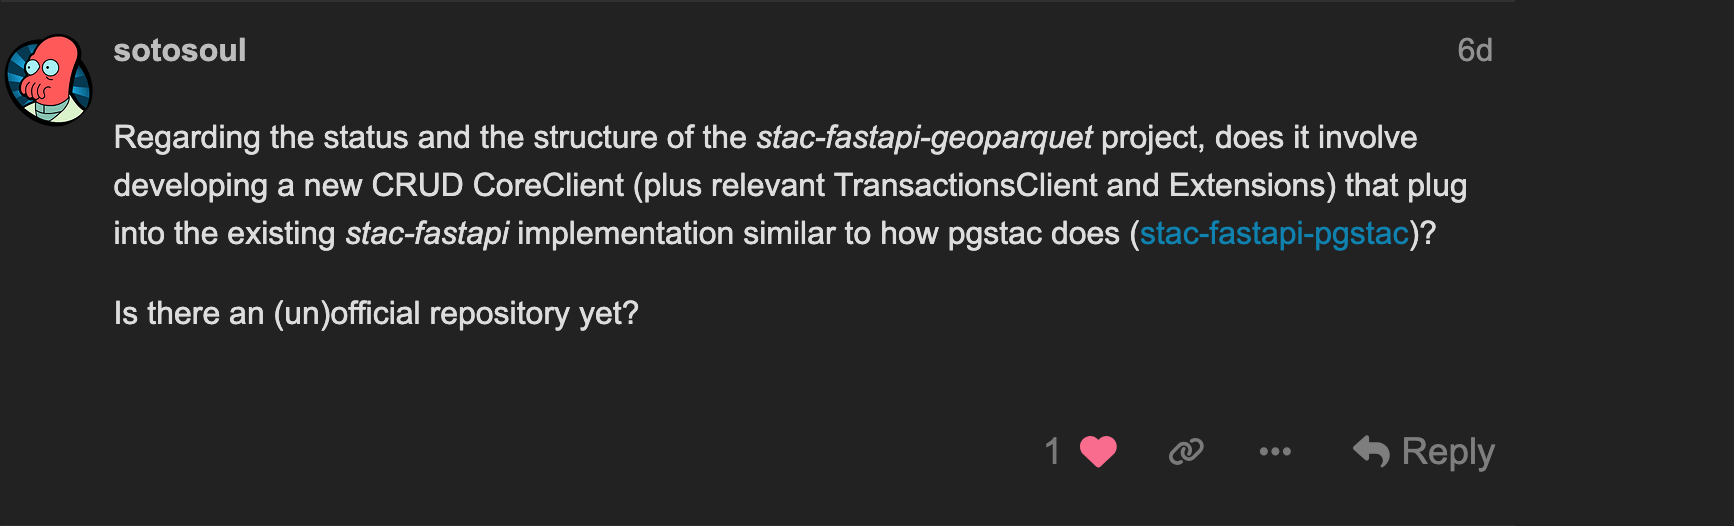 sotosoul
6d
Regarding the status and the structure of the stac-fastapi-geoparquet project, does it involve
developing a new CRUD CoreClient (plus relevant TransactionsClient and Extensions) that plug
into the existing stac-fastapi implementation similar to how pgstac does (stac-fastapi-pgstac)?
Is there an (un)official repository yet?
1
Reply